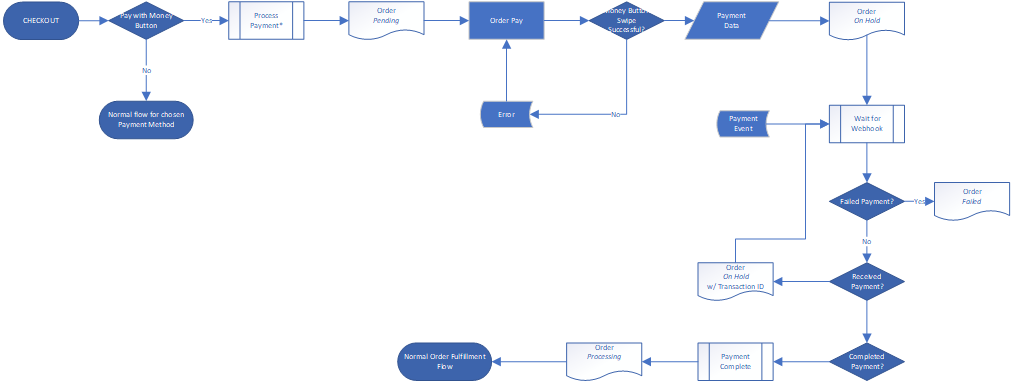 CHECKOUT
Pay with Money
Button
Yes
Process
Payment*
Order
Pending
Order Pay
Money Button
Swipe
Successful?
Payment
Data
Order
On Hold
No
Normal flow for chosen
Payment Method
Error
No
Payment
Event
Wait for
Webhook
Failed Payment?
Yes
Order
Failed
No
Order
On Hold
w/ Transaction ID
Received
Payment?
Normal Order Fulfillment
Flow
Order
Processing
Payment
Complete
Completed
Payment?